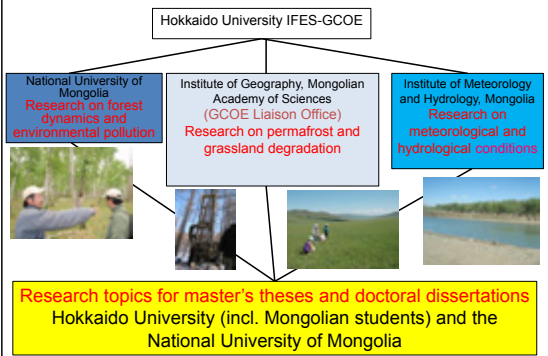 Hokkaido University IFES-GCOE
National University of
Mongolia
Research on forest
dynamics and
environmental pollution
Institute of Geography, Mongolian
Academy of Sciences
(GCOE Liaison Office)
Research on permafrost and
grassland degradation
Institute of Meteorology
and Hydrology, Mongolia
Research on
meteorological and
hydrological conditions
Research topics for master's theses and doctoral dissertations
Hokkaido University (incl. Mongolian students) and the
National University of Mongolia